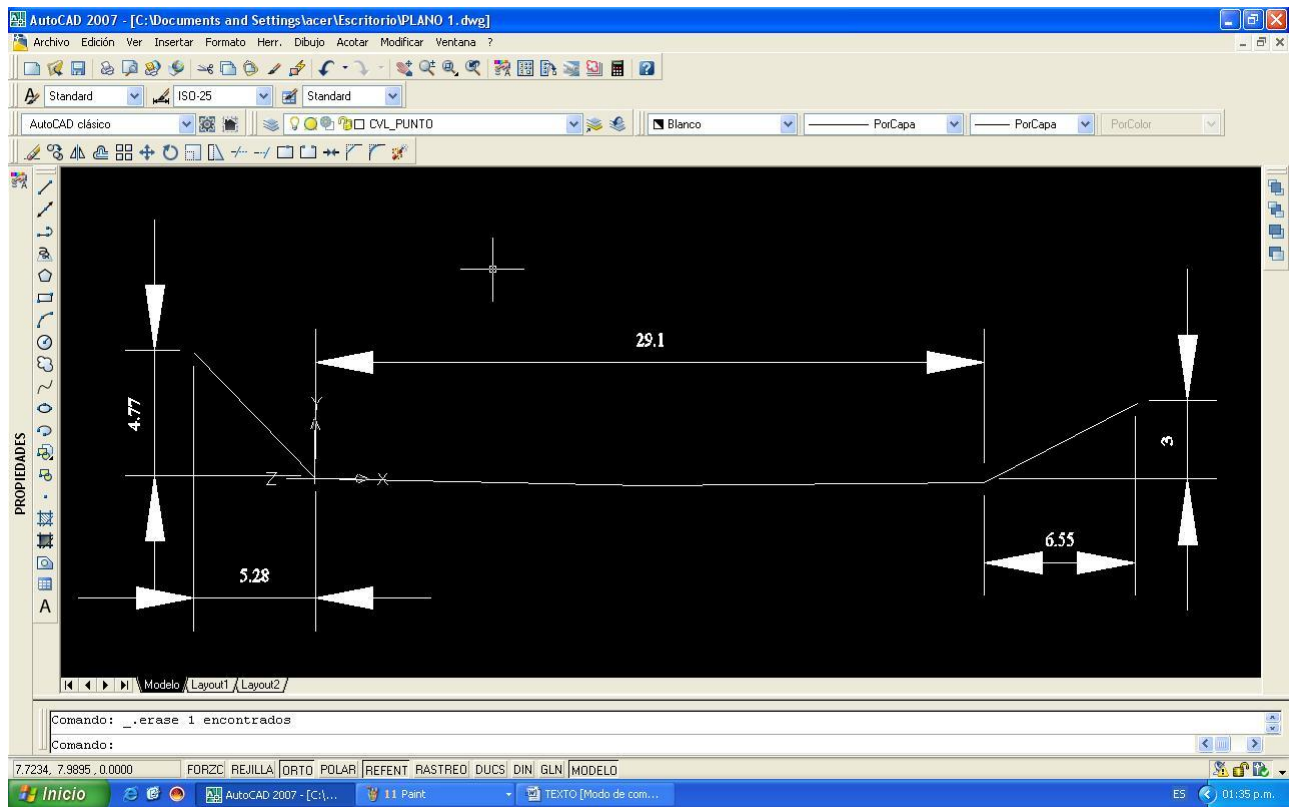 AutoCAD 2007 - [C:\Documents and Settings\acer\Escritorio\PLANO 1.dwg]
Archivo Edición Ver Insertar Formato Herr. Dibujo Acotar Modificar Ventana ?
Standard ISO-25 Standard
AutoCAD clásico CVL_PUNTO Blanco PorCapa PorCapa PorColor
29.1
4.77
Y
3
Z X
6.55
5.28
A
PROPIEDADES
Modelo Layout1 Layout2
Comando: _.erase 1 encontrados
Comando:
7.7234, 7.9895, 0.0000 FORZC REJILLA ORTO POLAR REFENT RASTREO DUCS DIN GLN MODELO
Inicio AutoCAD 2007 - [C:\... 11 Paint TEXTO [Modo de com... ES 01:35 p.m.